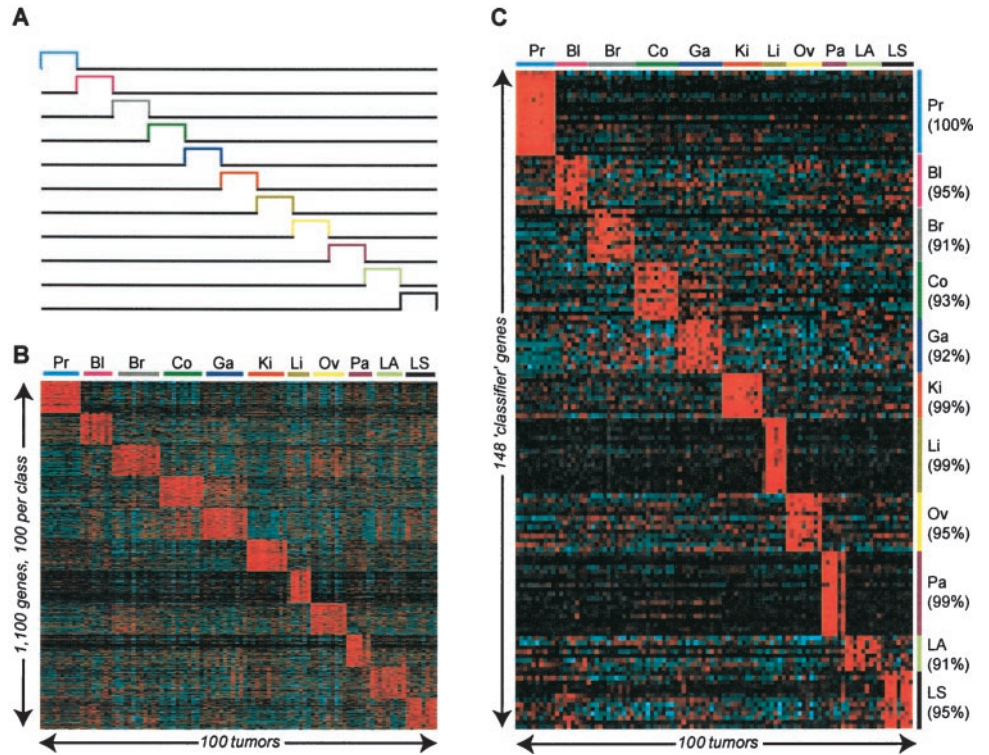 A
B
Pr Bl Br Co Ga Ki Li Ov Pa LA LS
1,100 genes, 100 per class
100 tumors
C
Pr Bl Br Co Ga Ki Li Ov Pa LA LS
148 'classifier' genes
Pr
(100%
Bl
(95%)
Br
(91%)
Co
(93%)
Ga
(92%)
Ki
(99%)
Li
(99%)
Ov
(95%)
Pa
(99%)
LA
(91%)
LS
(95%)
100 tumors